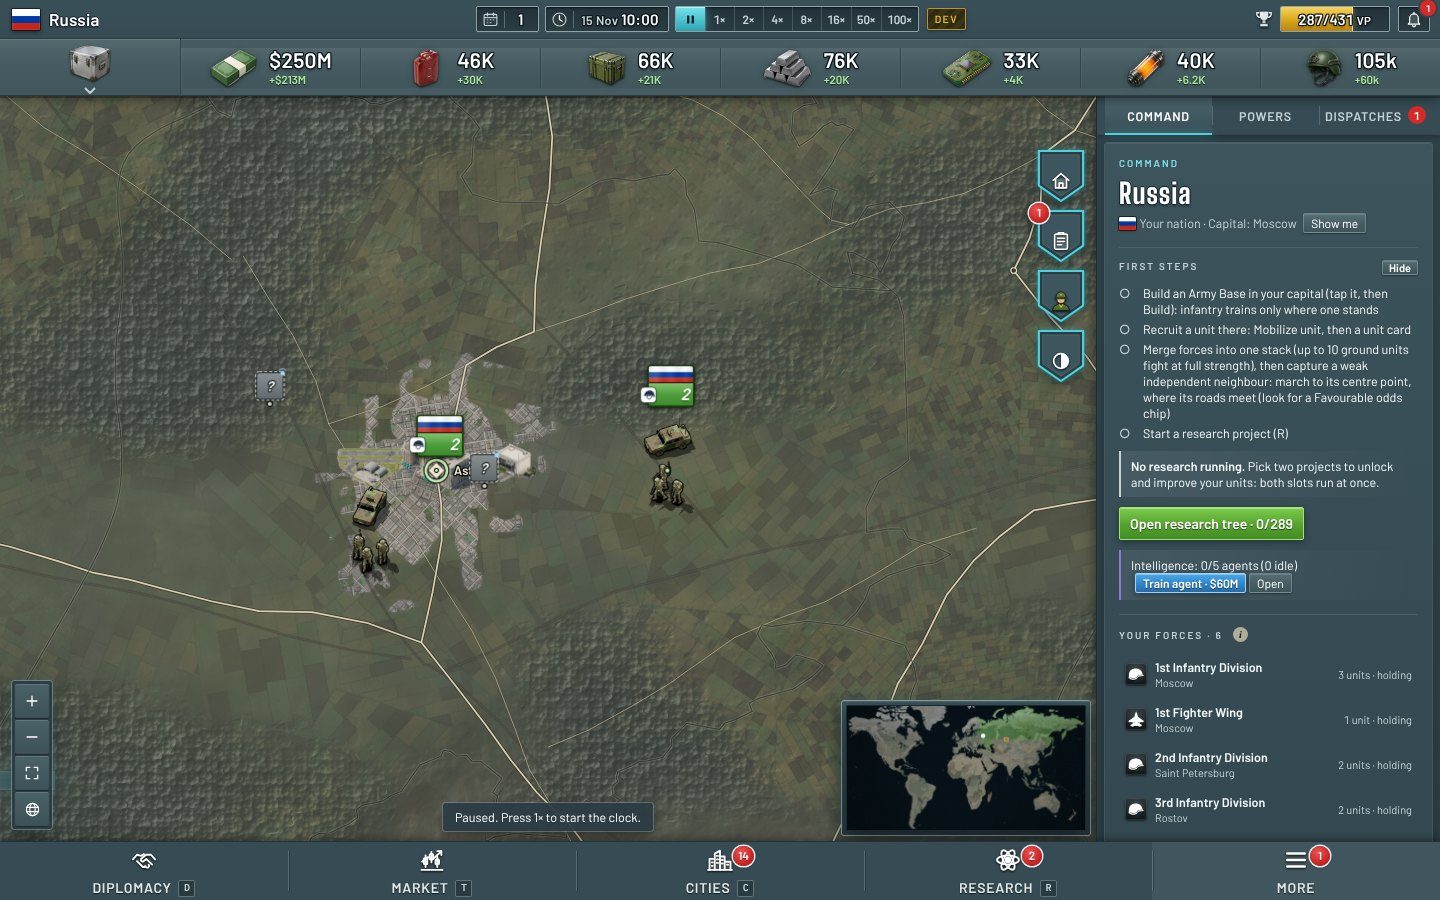 Russia
1
15 Nov 10:00
1×
2×
4×
8×
16×
50×
100×
DEV
287/431 VP
1
$250M
+$213M
46K
+30K
66K
+21K
76K
+20K
33K
+4K
40K
+6.2K
105k
+60k
COMMAND
POWERS
DISPATCHES
1
COMMAND
Russia
Your nation · Capital: Moscow
Show me
FIRST STEPS
Hide
Build an Army Base in your capital (tap it, then
Build): infantry trains only where one stands
Recruit a unit there: Mobilize unit, then a unit card
Merge forces into one stack (up to 10 ground units
fight at full strength), then capture a weak
independent neighbour: march to its centre point,
where its roads meet (look for a Favourable odds
chip)
Start a research project (R)
No research running. Pick two projects to unlock
and improve your units: both slots run at once.
Open research tree · 0/289
Intelligence: 0/5 agents (0 idle)
Train agent · $60M
Open
YOUR FORCES · 6
i
1st Infantry Division
Moscow
3 units · holding
1st Fighter Wing
Moscow
1 unit · holding
2nd Infantry Division
Saint Petersburg
2 units · holding
3rd Infantry Division
Rostov
2 units · holding
1
?
2
2
?
+
−
Paused. Press 1× to start the clock.
DIPLOMACY D
MARKET T
14
CITIES C
2
RESEARCH R
1
MORE